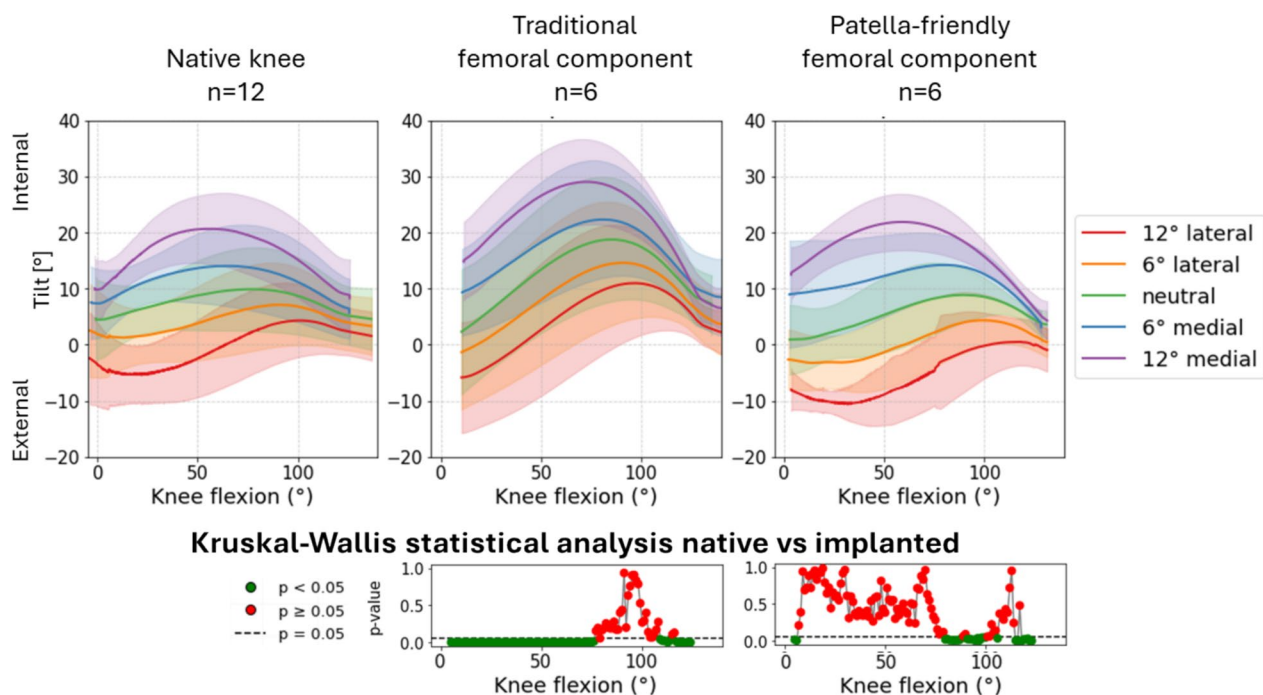 Native knee
n=12
Traditional
femoral component
n=6
Patella-friendly
femoral component
n=6
Internal
Tilt [°]
External
40
30
20
10
0
−10
−20
0
50
100
Knee flexion (°)
40
30
20
10
0
−10
−20
0
50
100
Knee flexion (°)
40
30
20
10
0
−10
−20
0
50
100
Knee flexion (°)
12° lateral
6° lateral
neutral
6° medial
12° medial
Kruskal-Wallis statistical analysis native vs implanted
p < 0.05
p ≥ 0.05
p = 0.05
p-value
1.0
0.5
0.0
0
50
100
Knee flexion (°)
1.0
0.5
0.0
0
50
100
Knee flexion (°)